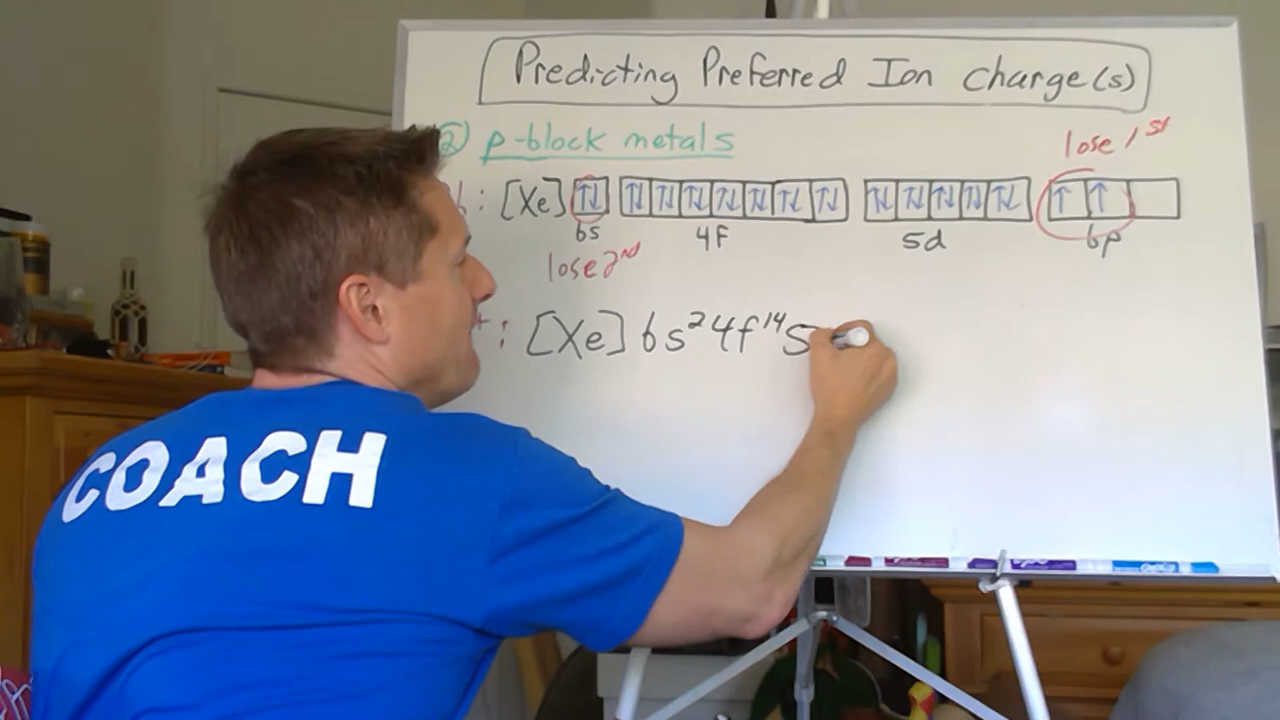 Predicting Preferred Ion Charge(s)
2) p-block metals
lose 1st
b: [Xe] ↑↓ ↑↓ ↑↓ ↑↓ ↑↓ ↑↓ ↑↓ ↑↓ ↑↓ ↑↓ ↑↓ ↑↓ ↑↓ ↑ ↑
6s 4f 5d 6p
lose 2nd
+: [Xe] 6s² 4f¹⁴ 5
COACH